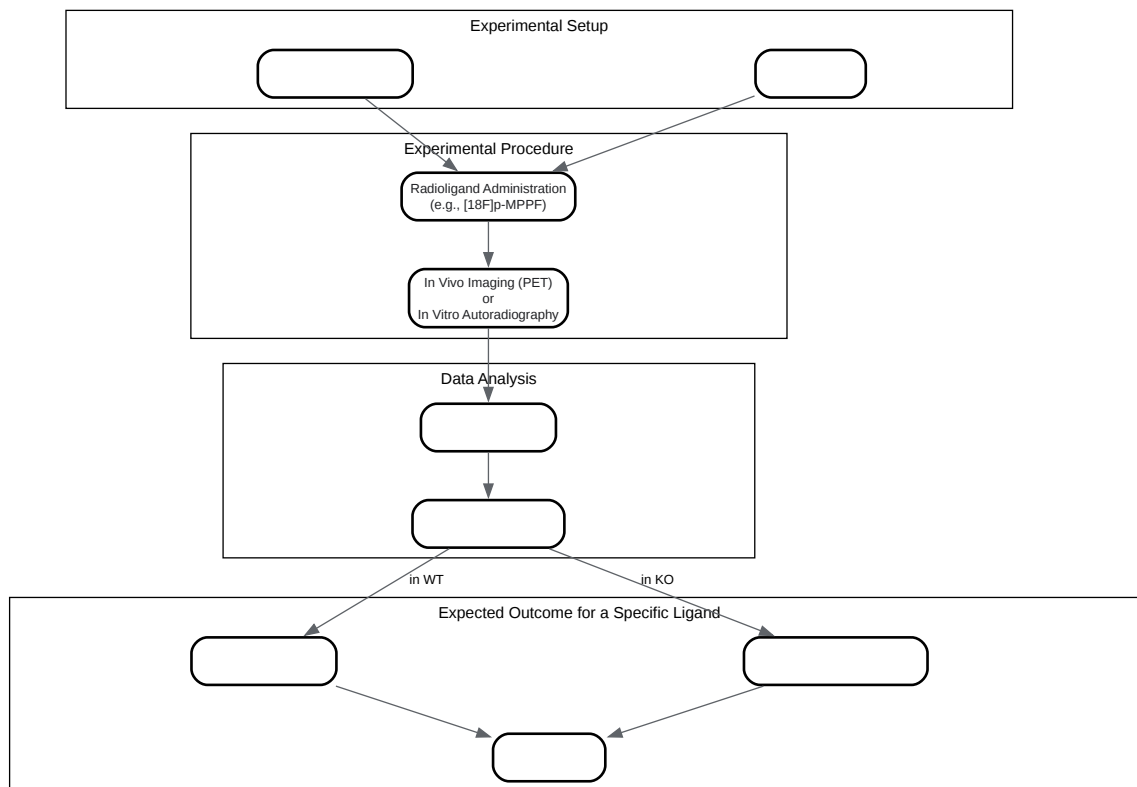 Experimental Setup
Experimental Procedure
Radioligand Administration
(e.g., [18F]p-MPPF)
In Vivo Imaging (PET)
or
In Vitro Autoradiography
Data Analysis
in WT
in KO
Expected Outcome for a Specific Ligand